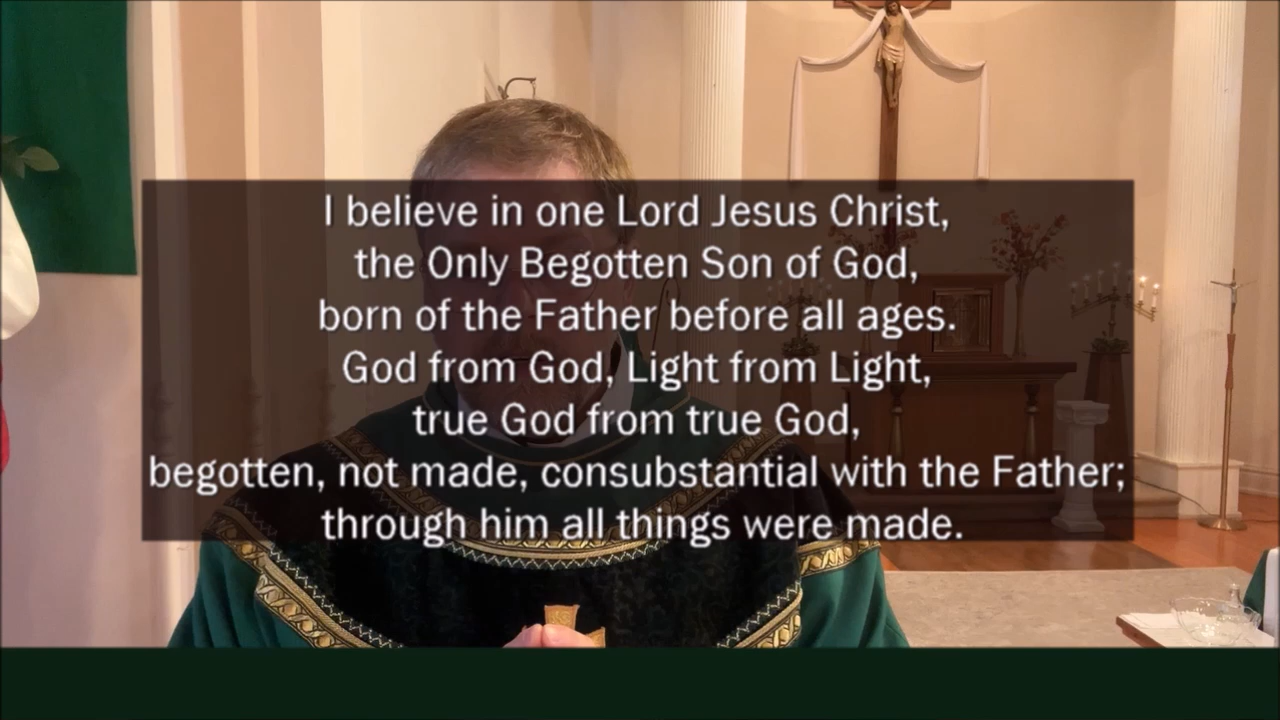 I believe in one Lord Jesus Christ,
the Only Begotten Son of God,
born of the Father before all ages.
God from God, Light from Light,
true God from true God,
begotten, not made, consubstantial with the Father;
through him all things were made.